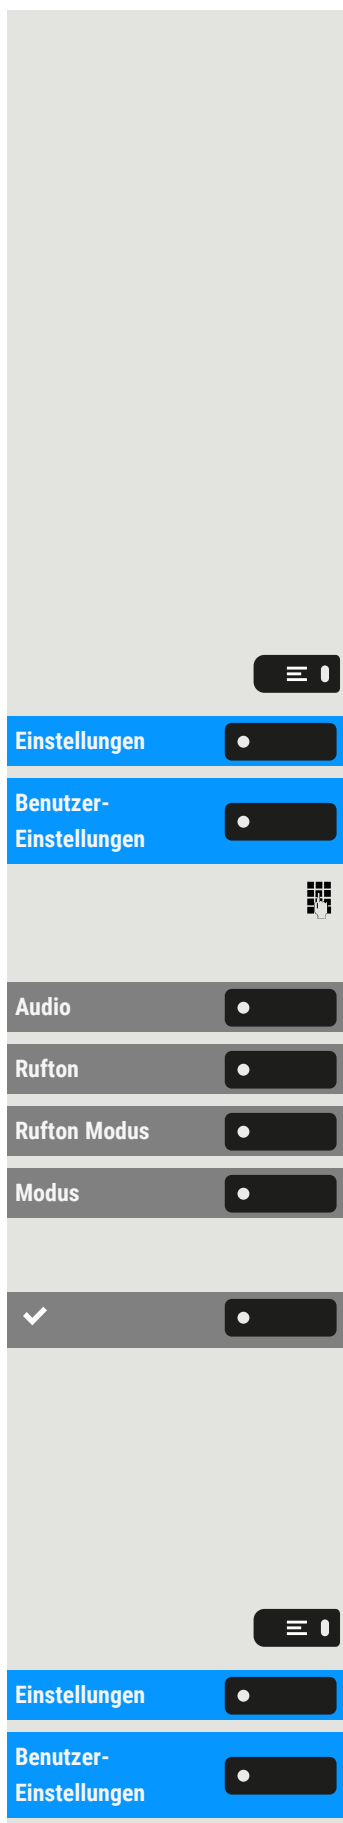 Einstellungen
Benutzer-
Einstellungen
Audio
Rufton
Rufton Modus
Modus
Einstellungen
Benutzer-
Einstellungen